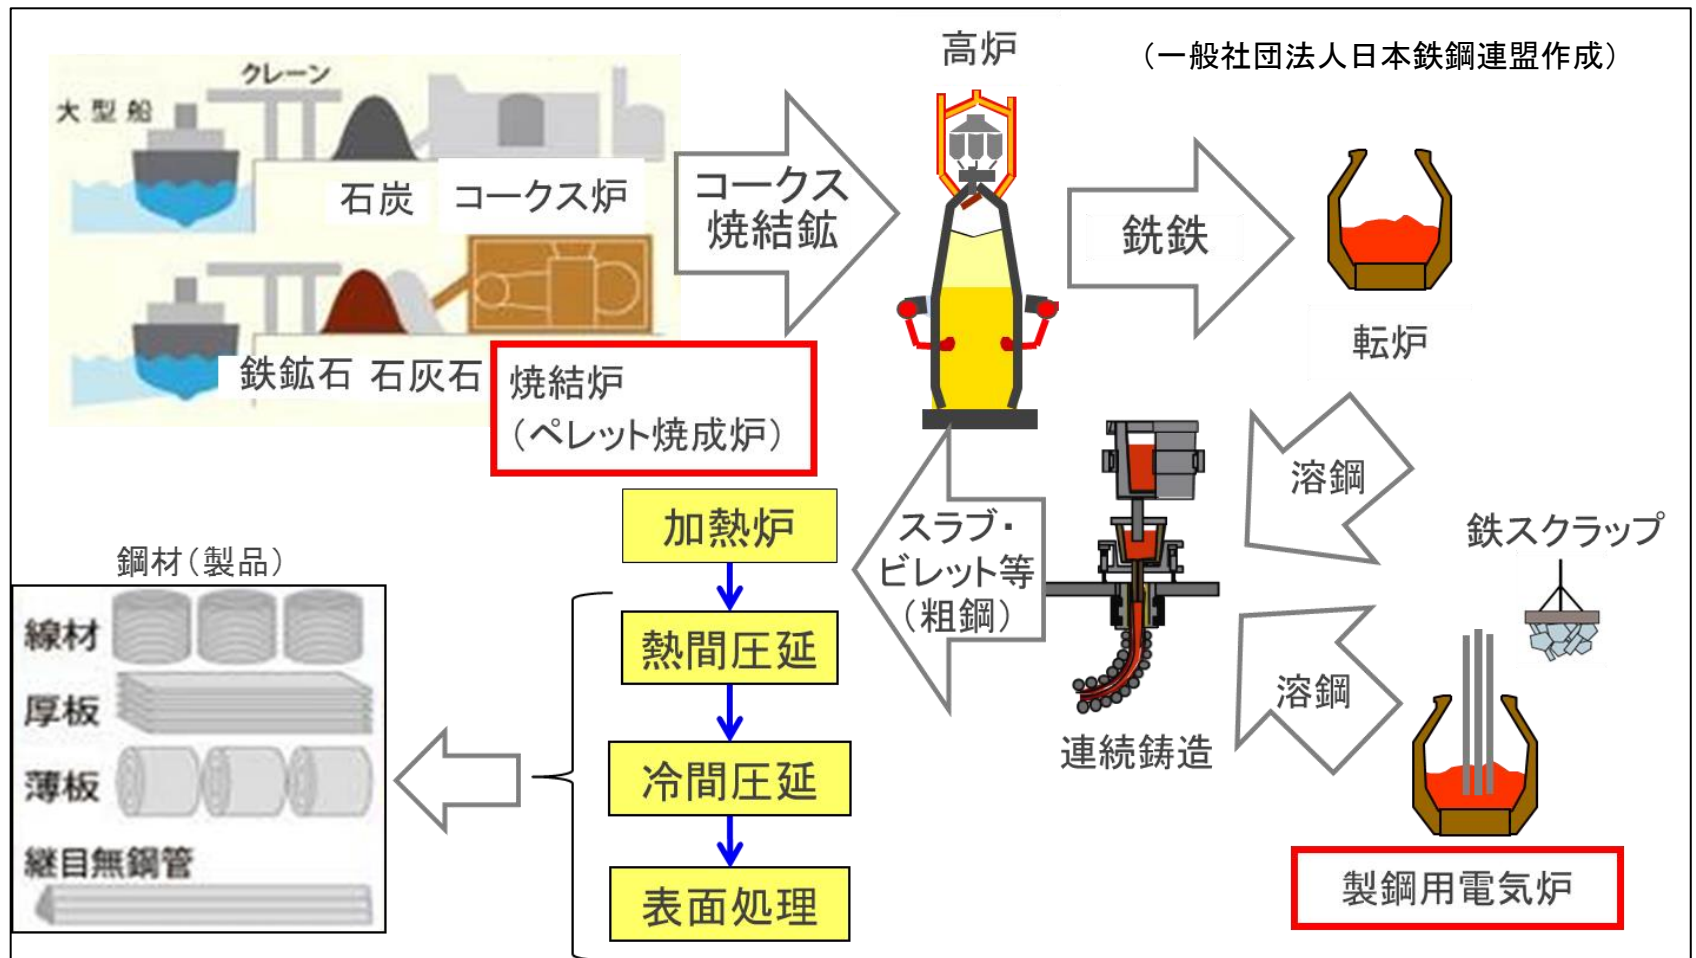 高炉
（一般社団法人日本鉄鋼連盟作成）
クレーン
大型船
石炭
コークス炉
コークス
焼結鉱
銑鉄
転炉
鉄鉱石
石灰石
焼結炉
（ペレット焼成炉）
溶鋼
鉄スクラップ
加熱炉
スラブ・
ビレット等
（粗鋼）
鋼材（製品）
線材
熱間圧延
厚板
溶鋼
連続鋳造
薄板
冷間圧延
継目無鋼管
表面処理
製鋼用電気炉